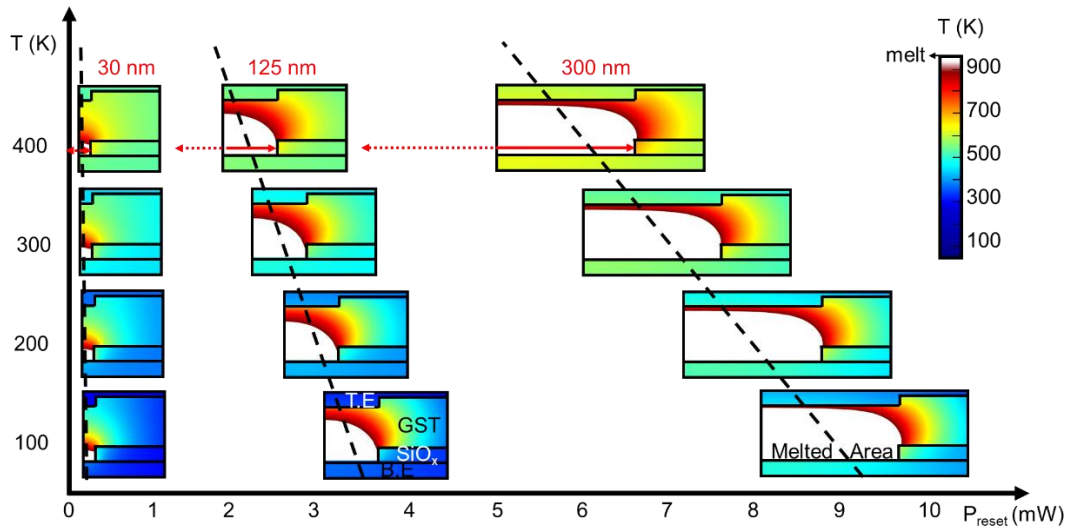 T (K)
30 nm
125 nm
300 nm
T (K)
melt
900
700
500
300
100
400
300
200
100
T.E
GST
SiOₓ
B.E
Melted Area
0 1 2 3 4 5 6 7 8 9 10 Pᵣₑₛₑₜ (mW)